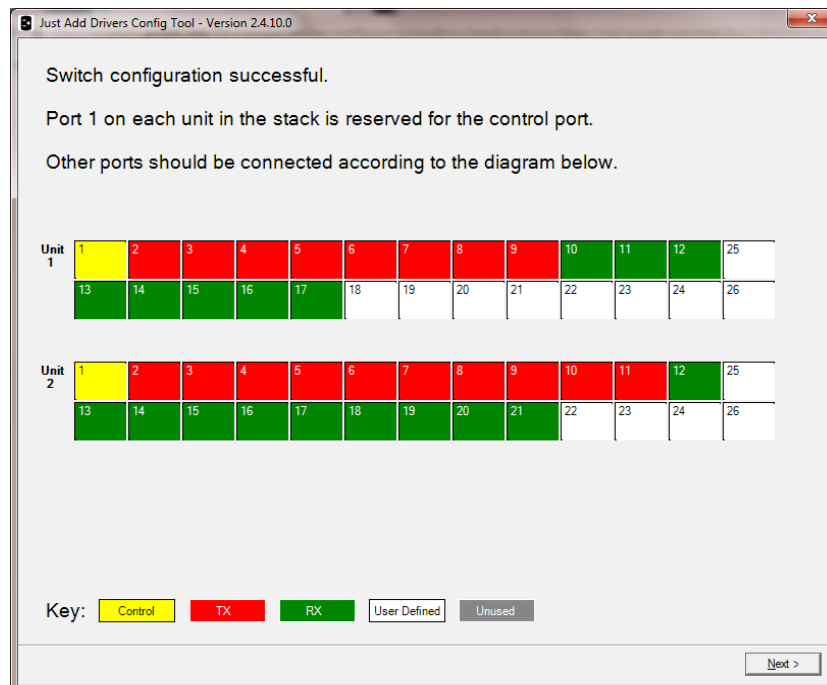 Just Add Drivers Config Tool - Version 2.4.10.0
Switch configuration successful.
Port 1 on each unit in the stack is reserved for the control port.
Other ports should be connected according to the diagram below.
Unit 1
1 2 3 4 5 6 7 8 9 10 11 12 25
13 14 15 16 17 18 19 20 21 22 23 24 26
Unit 2
1 2 3 4 5 6 7 8 9 10 11 12 25
13 14 15 16 17 18 19 20 21 22 23 24 26
Key: Control TX RX User Defined Unused
Next >